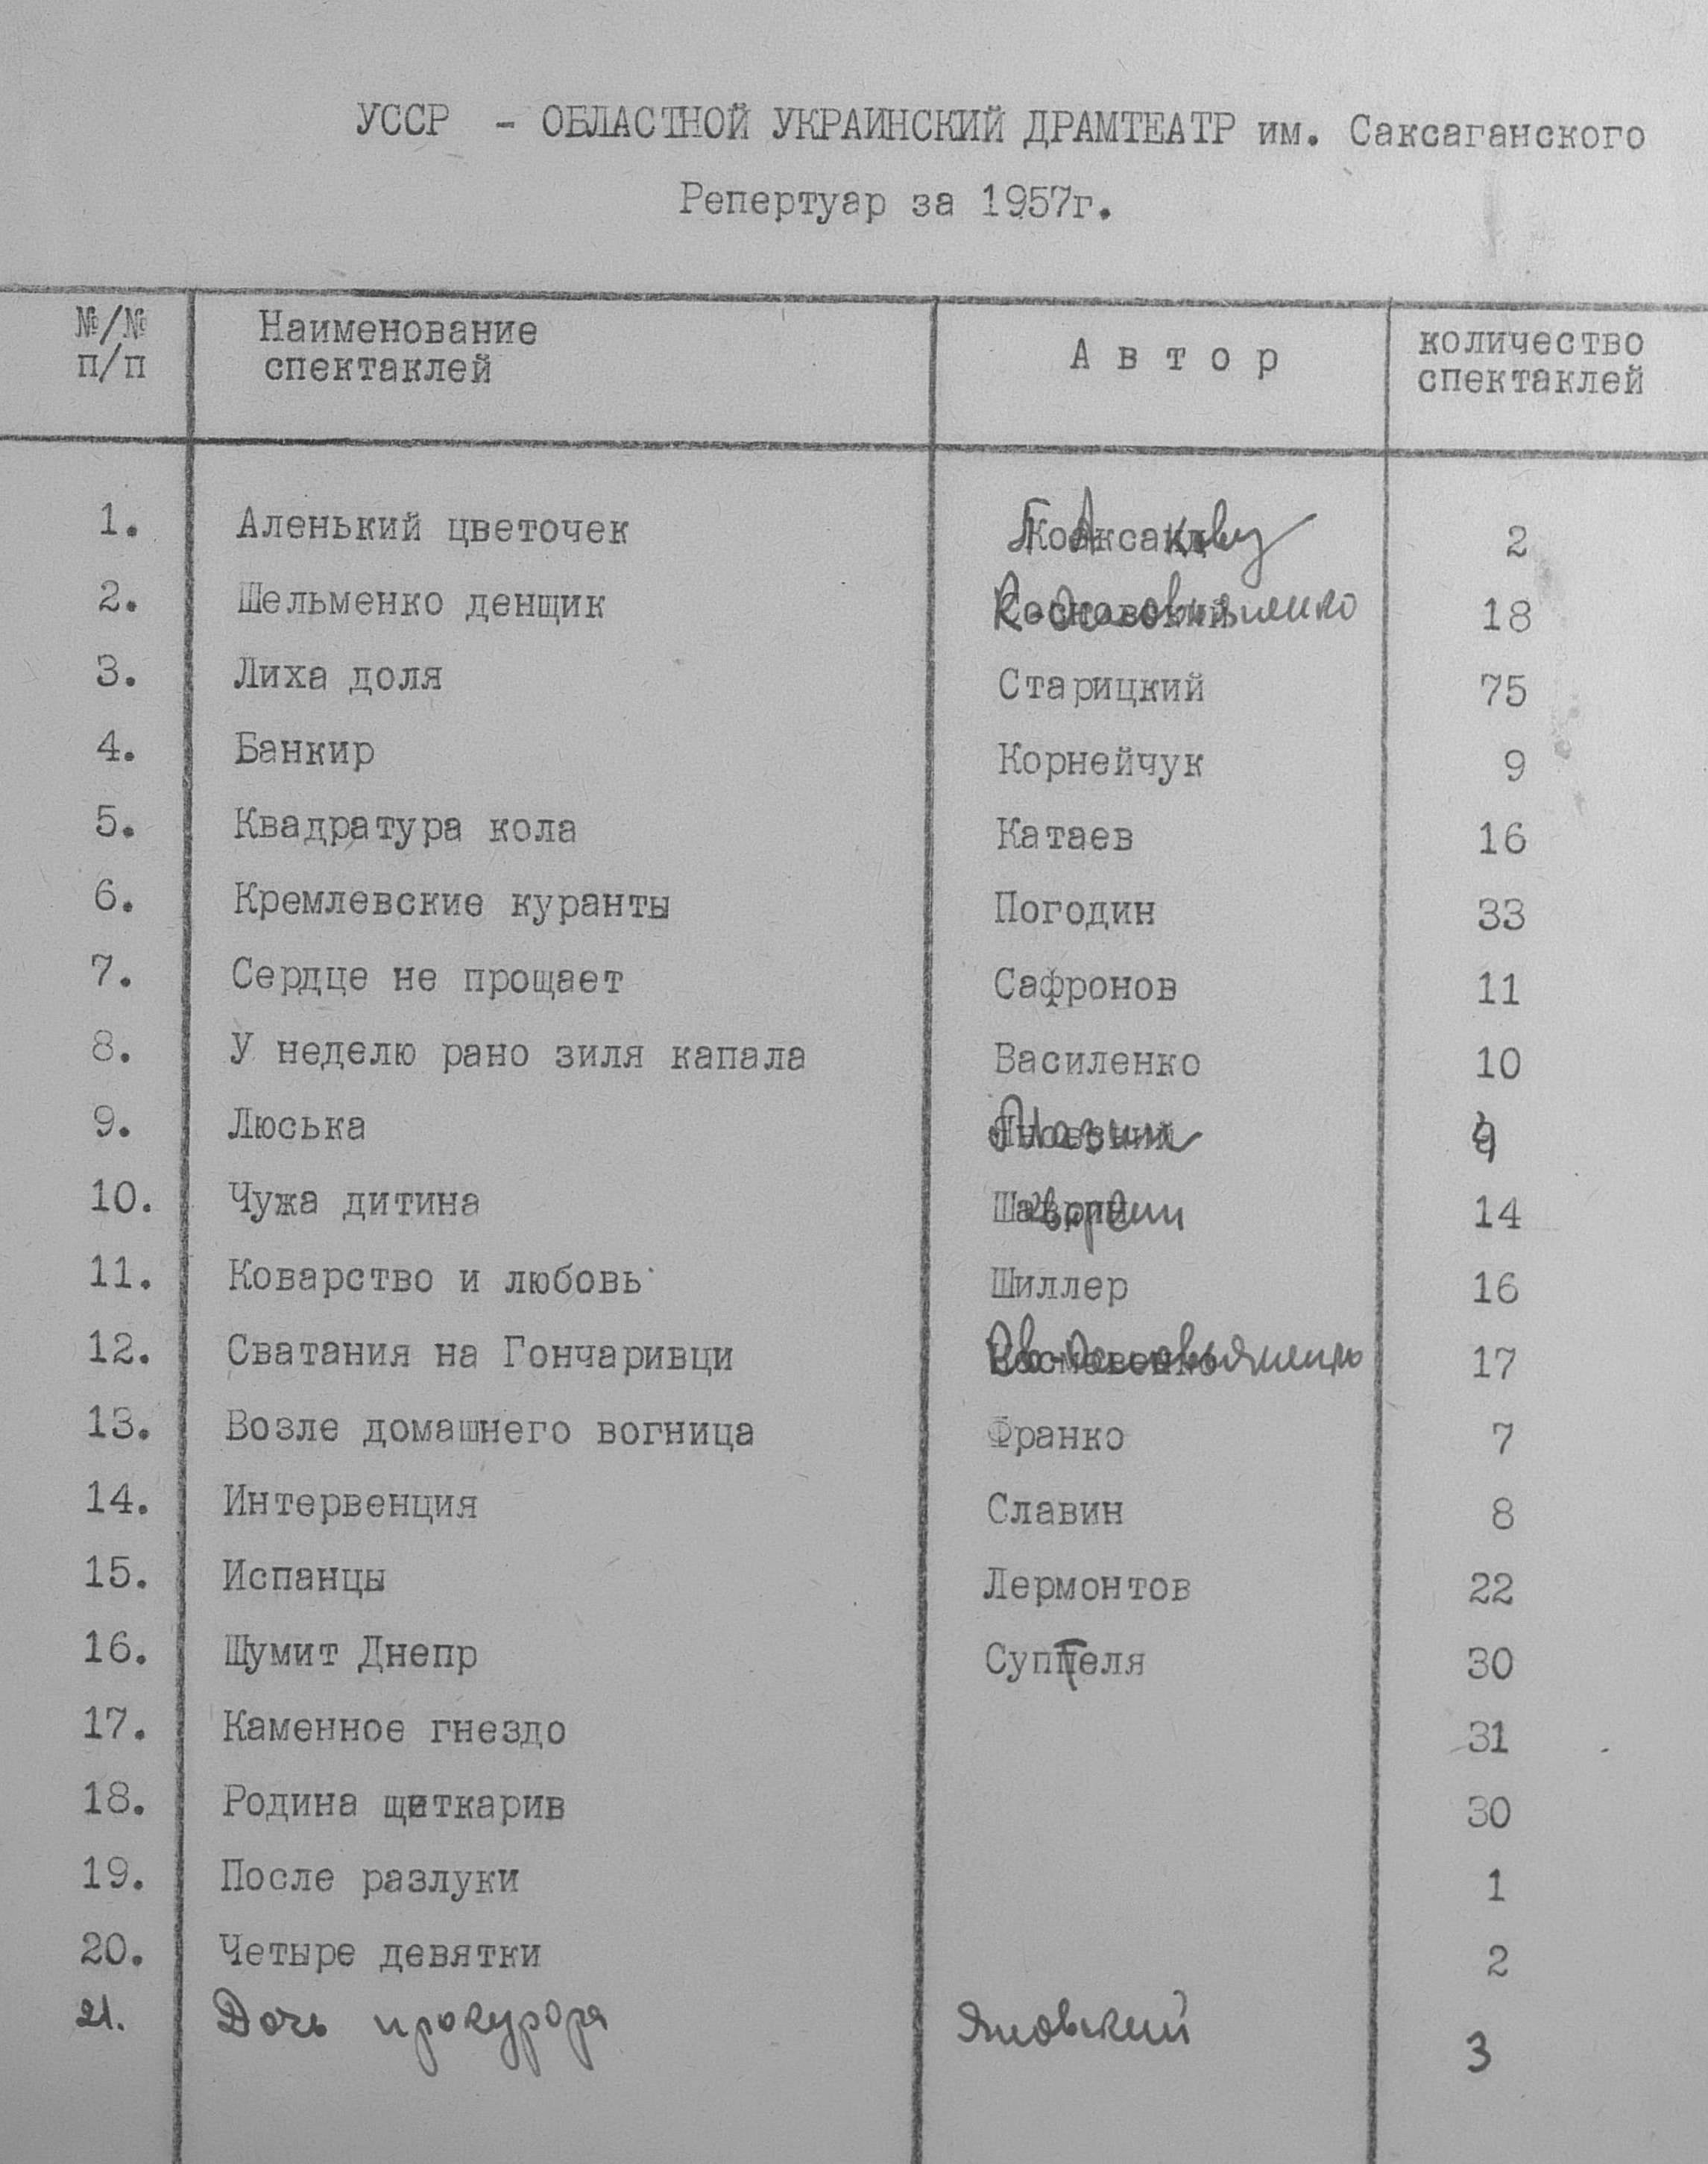 УССР - ОБЛАСТНОЙ УКРАИНСКИЙ ДРАМТЕАТР им. Саксаганского
Репертуар за 1957г.
№/№ п/п Наименование спектаклей Автор количество спектаклей
1. Аленький цветочек 2
2. Шельменко денщик 18
3. Лиха доля Старицкий 75
4. Банкир Корнейчук 9
5. Квадратура кола Катаев 16
6. Кремлевские куранты Погодин 33
7. Сердце не прощает Сафронов 11
8. У неделю рано зиля капала Василенко 10
9. Люська
10. Чужа дитина 14
11. Коварство и любовь Шиллер 16
12. Сватания на Гончаривци 17
13. Возле домашнего вогница Франко 7
14. Интервенция Славин 8
15. Испанцы Лермонтов 22
16. Шумит Днепр 30
17. Каменное гнездо 31
18. Родина щиткарив 30
19. После разлуки 1
20. Четыре девятки 2
21. Дочь прокурора Яновский 3